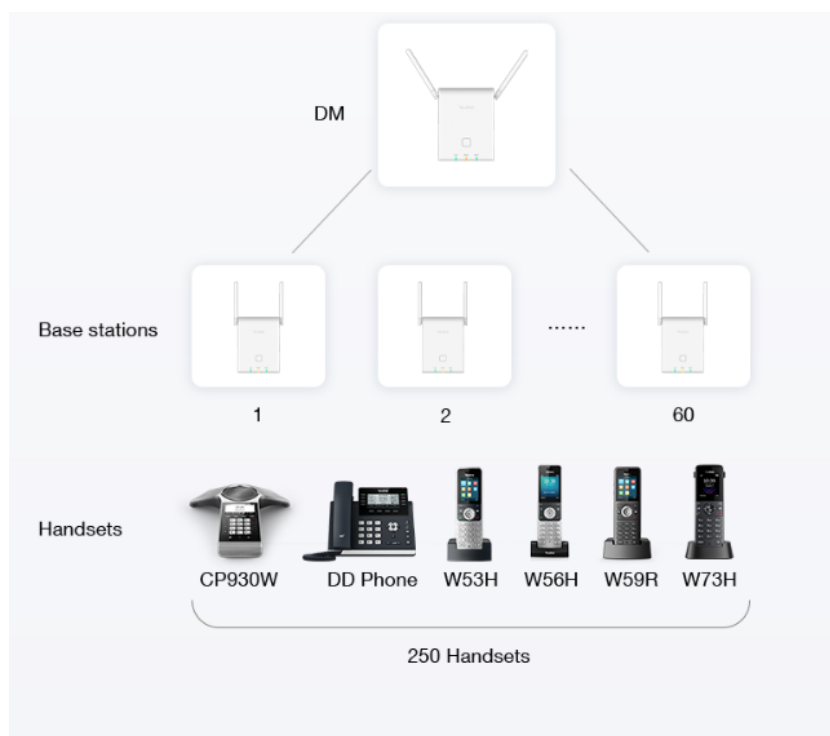 DM
Base stations
......
1 2 60
Handsets
CP930W DD Phone W53H W56H W59R W73H
250 Handsets